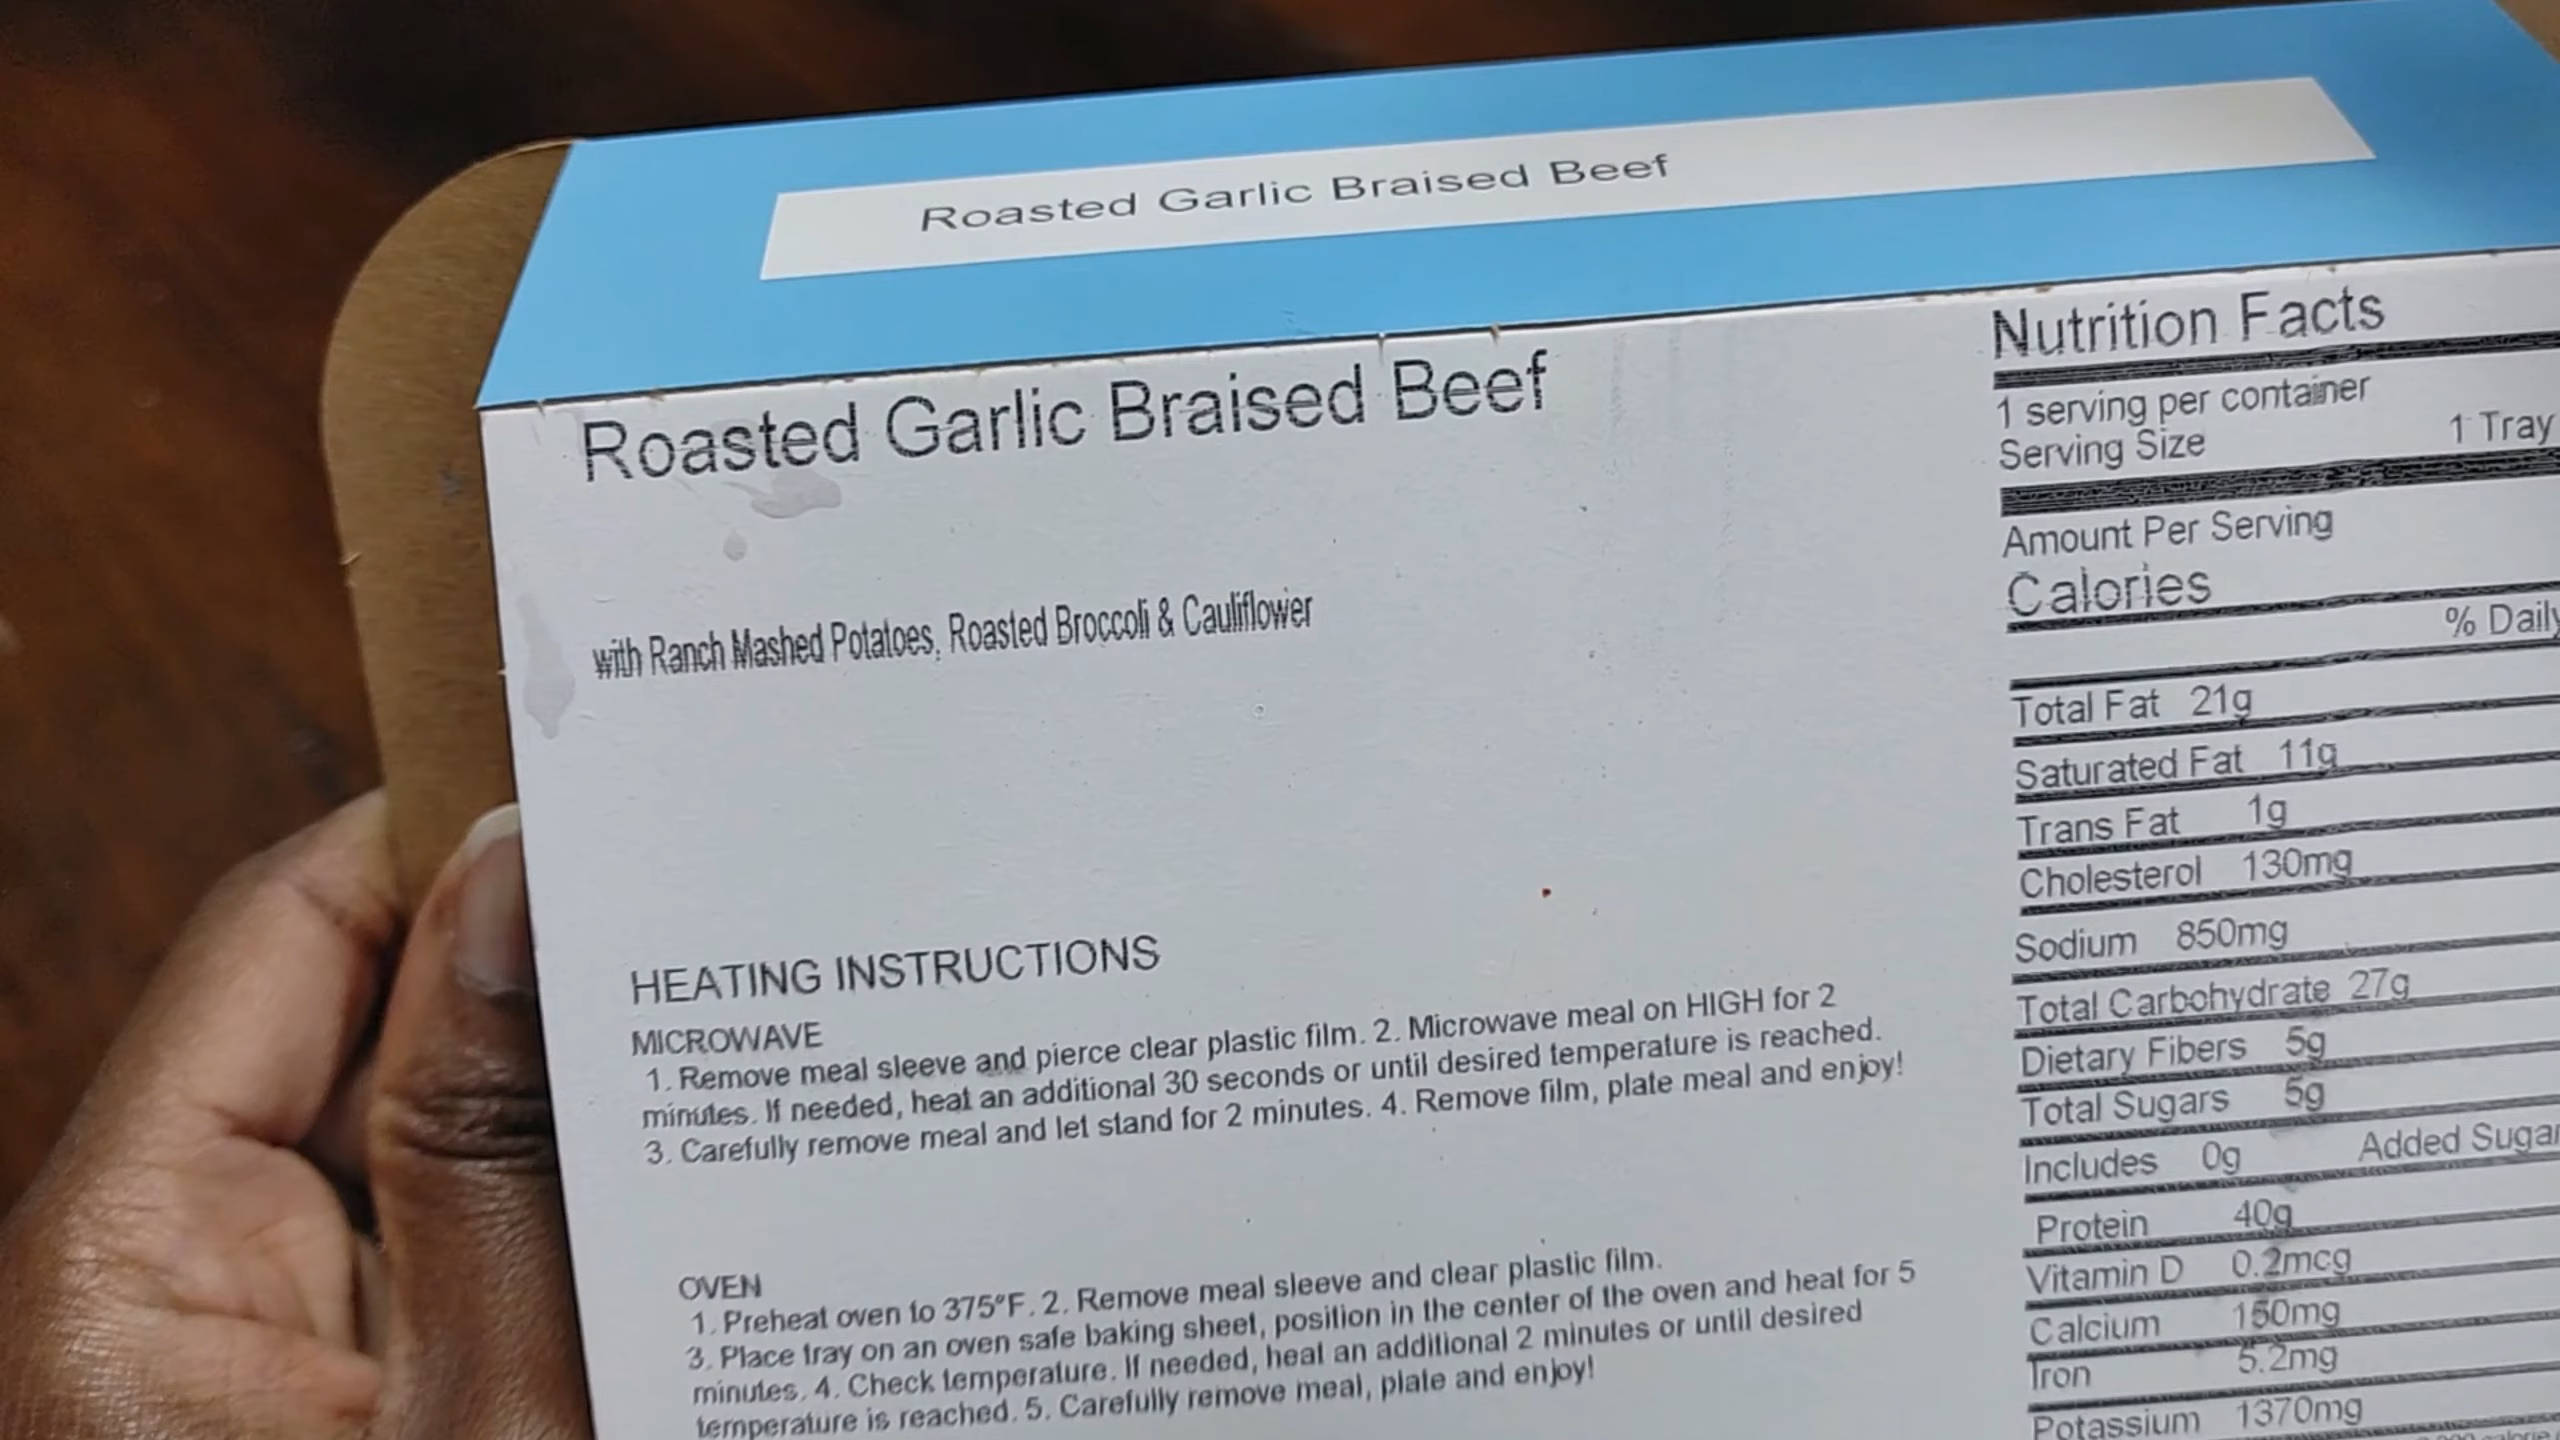 Roasted Garlic Braised Beef
Roasted Garlic Braised Beef
with Ranch Mashed Potatoes, Roasted Broccoli & Cauliflower
HEATING INSTRUCTIONS
MICROWAVE
1. Remove meal sleeve and pierce clear plastic film. 2. Microwave meal on HIGH for 2
minutes. If needed, heat an additional 30 seconds or until desired temperature is reached.
3. Carefully remove meal and let stand for 2 minutes. 4. Remove film, plate meal and enjoy!
OVEN
1. Preheat oven to 375°F. 2. Remove meal sleeve and clear plastic film.
3. Place tray on an oven safe baking sheet, position in the center of the oven and heat for 5
minutes. 4. Check temperature. If needed, heat an additional 2 minutes or until desired
temperature is reached. 5. Carefully remove meal, plate and enjoy!
Nutrition Facts
1 serving per container
Serving Size 1 Tray
Amount Per Serving
Calories
% Daily
Total Fat 21g
Saturated Fat 11g
Trans Fat 1g
Cholesterol 130mg
Sodium 850mg
Total Carbohydrate 27g
Dietary Fibers 5g
Total Sugars 5g
Includes 0g Added Sugar
Protein 40g
Vitamin D 0.2mcg
Calcium 150mg
Iron 5.2mg
Potassium 1370mg